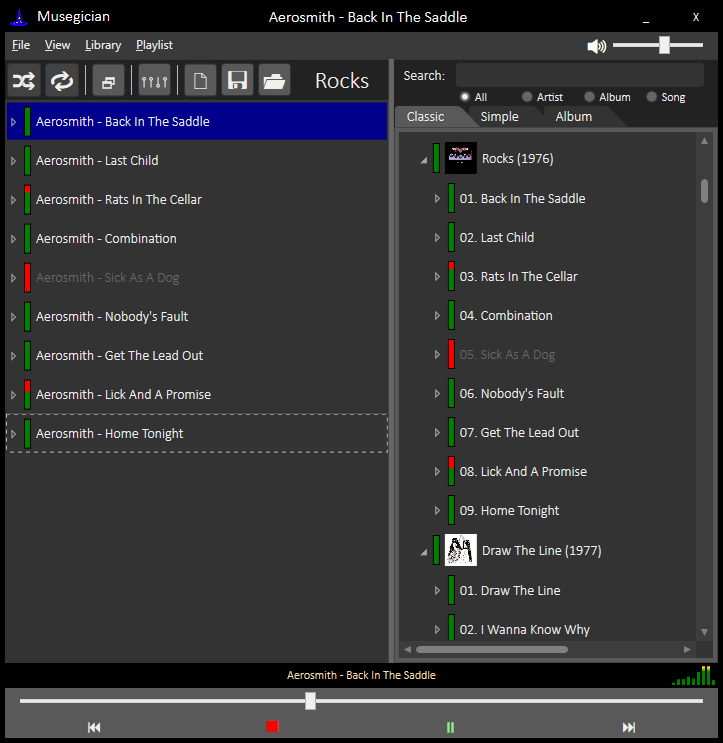 Musegician
Aerosmith - Back In The Saddle
_ X
File View Library Playlist
Rocks
Search:
All Artist Album Song
Classic Simple Album
Aerosmith - Back In The Saddle
Aerosmith - Last Child
Aerosmith - Rats In The Cellar
Aerosmith - Combination
Aerosmith - Sick As A Dog
Aerosmith - Nobody's Fault
Aerosmith - Get The Lead Out
Aerosmith - Lick And A Promise
Aerosmith - Home Tonight
Rocks (1976)
01. Back In The Saddle
02. Last Child
03. Rats In The Cellar
04. Combination
05. Sick As A Dog
06. Nobody's Fault
07. Get The Lead Out
08. Lick And A Promise
09. Home Tonight
Draw The Line (1977)
01. Draw The Line
02. I Wanna Know Why
Aerosmith - Back In The Saddle